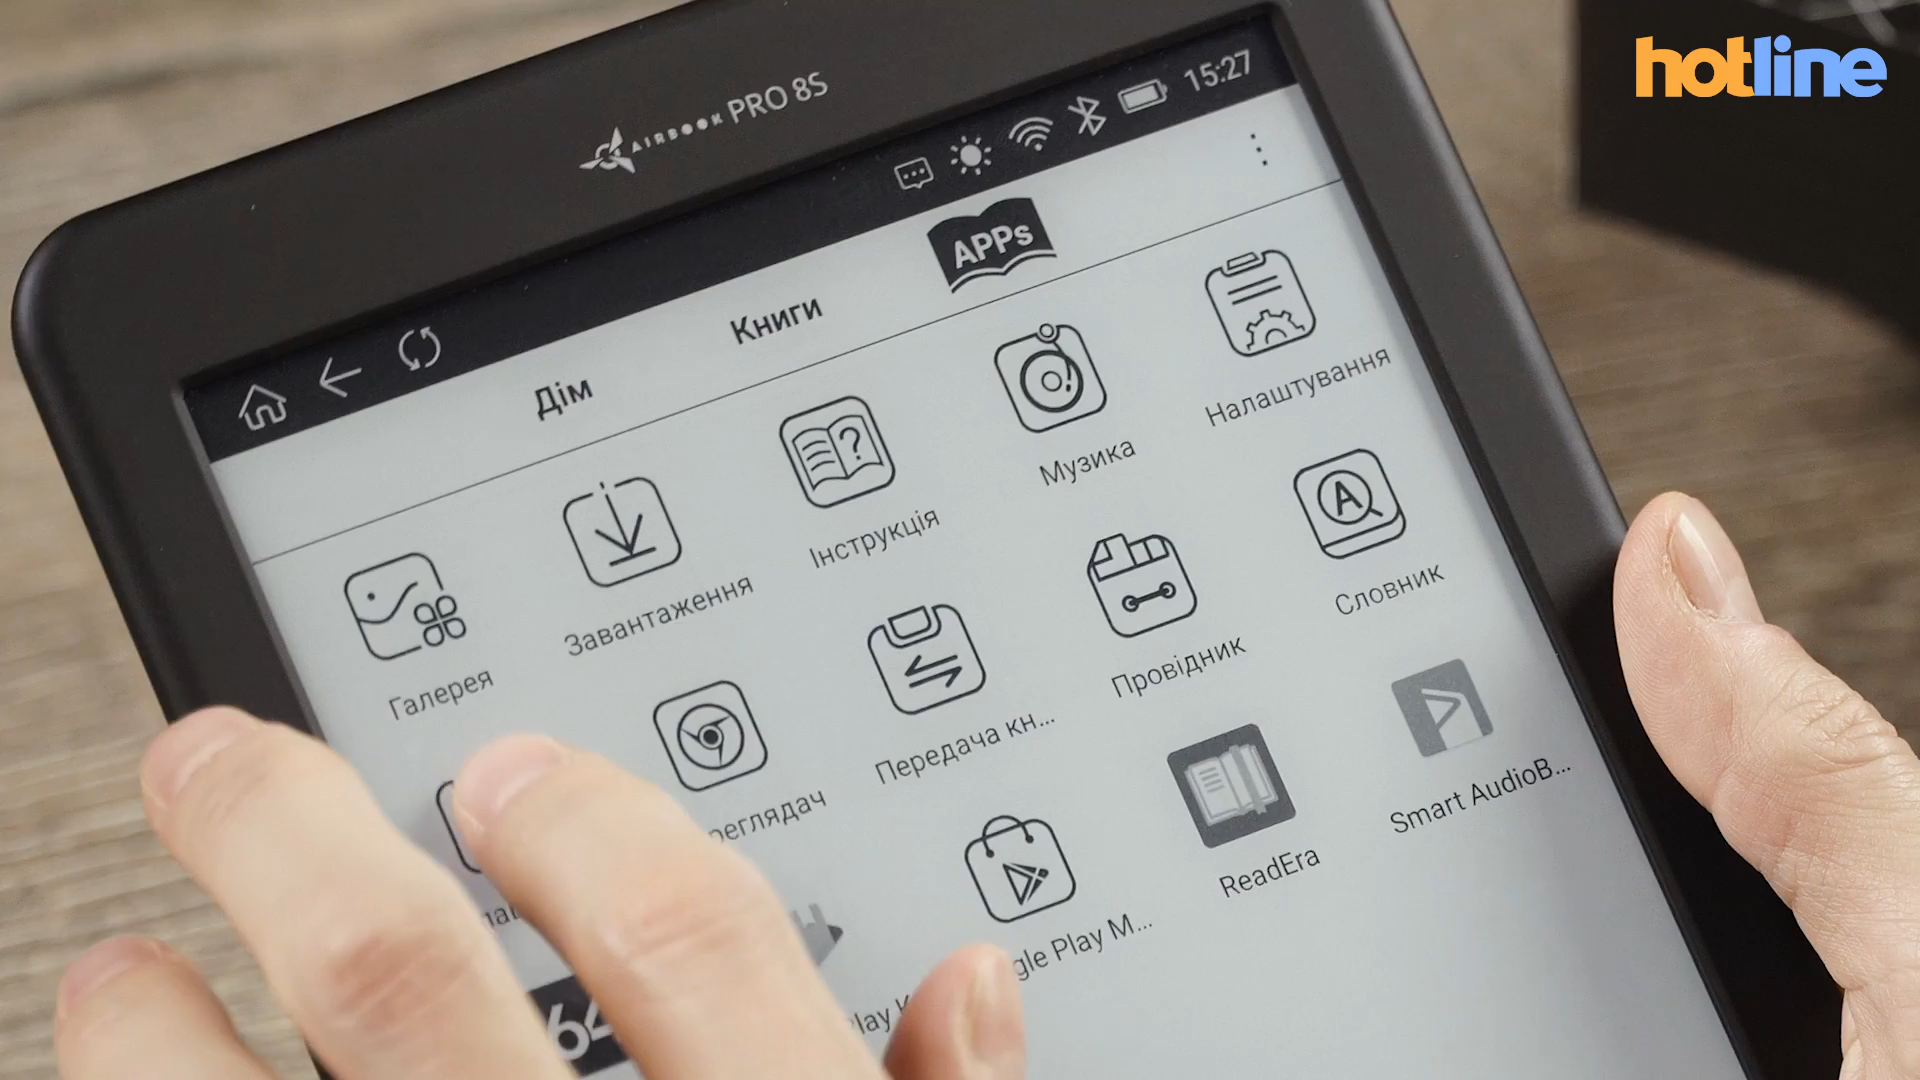 hotline
AIRBOOK PRO 8S
15:27
Дім
Книги
APPs
Галерея
Завантаження
Інструкція
Музика
Налаштування
Передача кн...
Провідник
Словник
64
ReadEra
Smart AudioB...